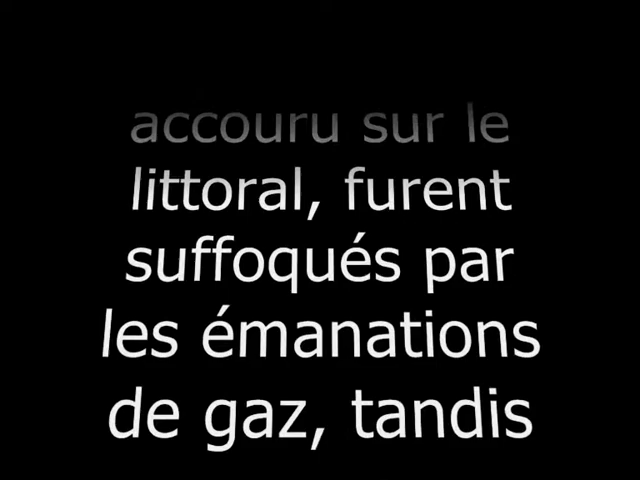 accouru sur le
littoral, furent
suffoqués par
les émanations
de gaz, tandis